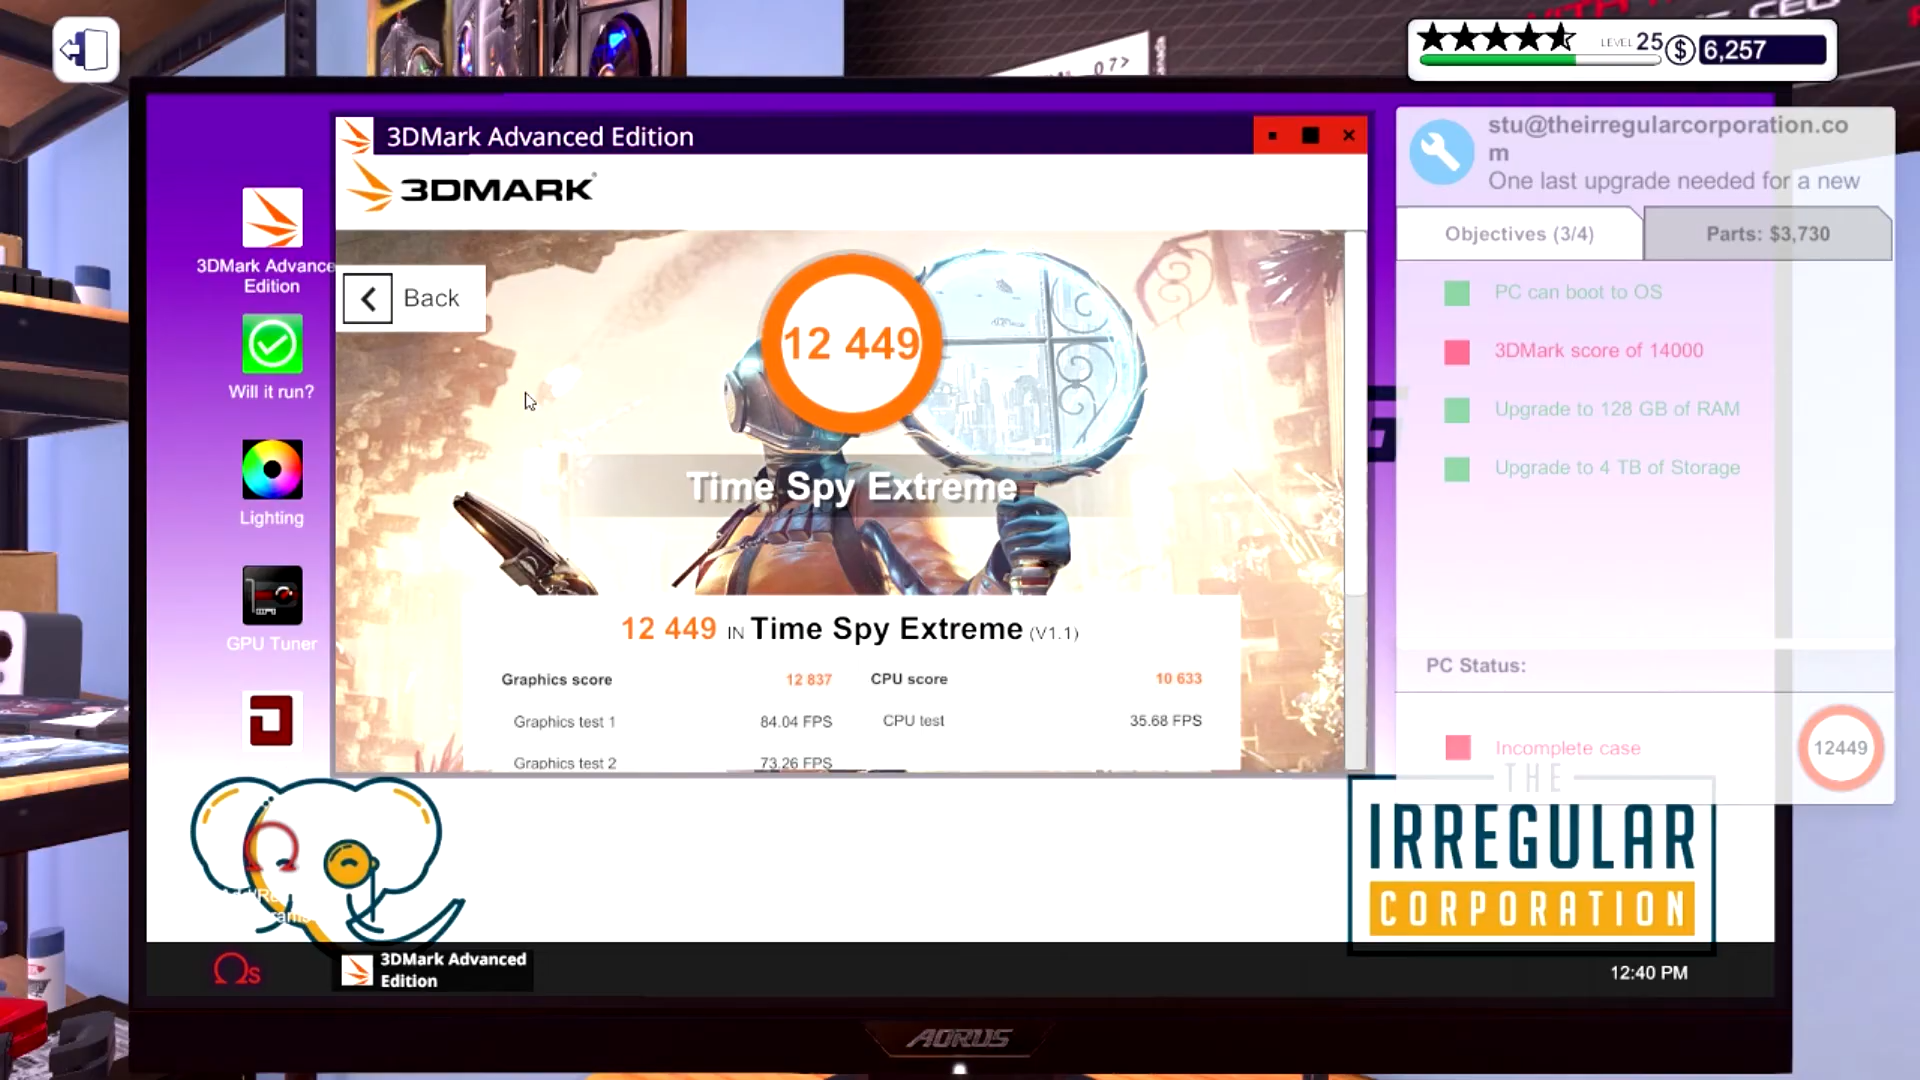 LEVEL 25
$ 6,257
07>
3DMark Advanced Edition
3DMARK
Back
12 449
Time Spy Extreme
12 449 IN Time Spy Extreme (V1.1)
Graphics score 12 837 CPU score 10 633
Graphics test 1 84.04 FPS CPU test 35.68 FPS
Graphics test 2 73.26 FPS
3DMark Advance
Edition
Will it run?
Lighting
GPU Tuner
stu@theirregularcorporation.co
m
One last upgrade needed for a new
Objectives (3/4) Parts: $3,730
PC can boot to OS
3DMark score of 14000
Upgrade to 128 GB of RAM
Upgrade to 4 TB of Storage
PC Status:
Incomplete case 12449
THE
IRREGULAR
CORPORATION
Ωs
3DMark Advanced
Edition
12:40 PM
AORUS